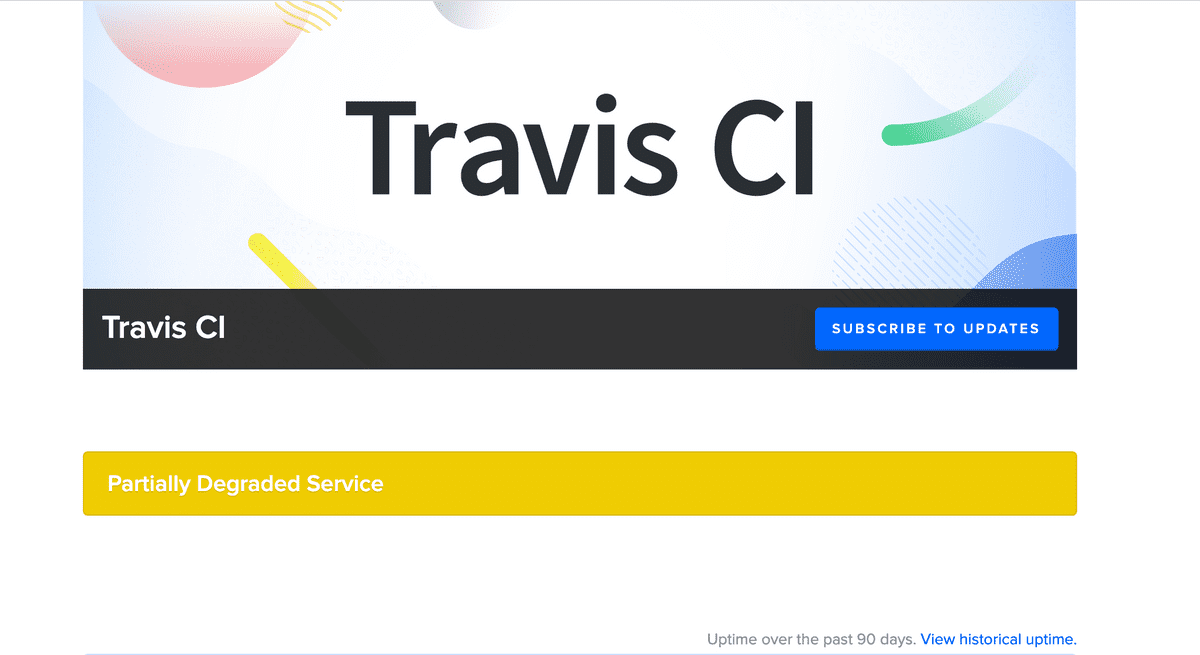 Travis CI
Travis CI
SUBSCRIBE TO UPDATES
Partially Degraded Service
Uptime over the past 90 days. View historical uptime.